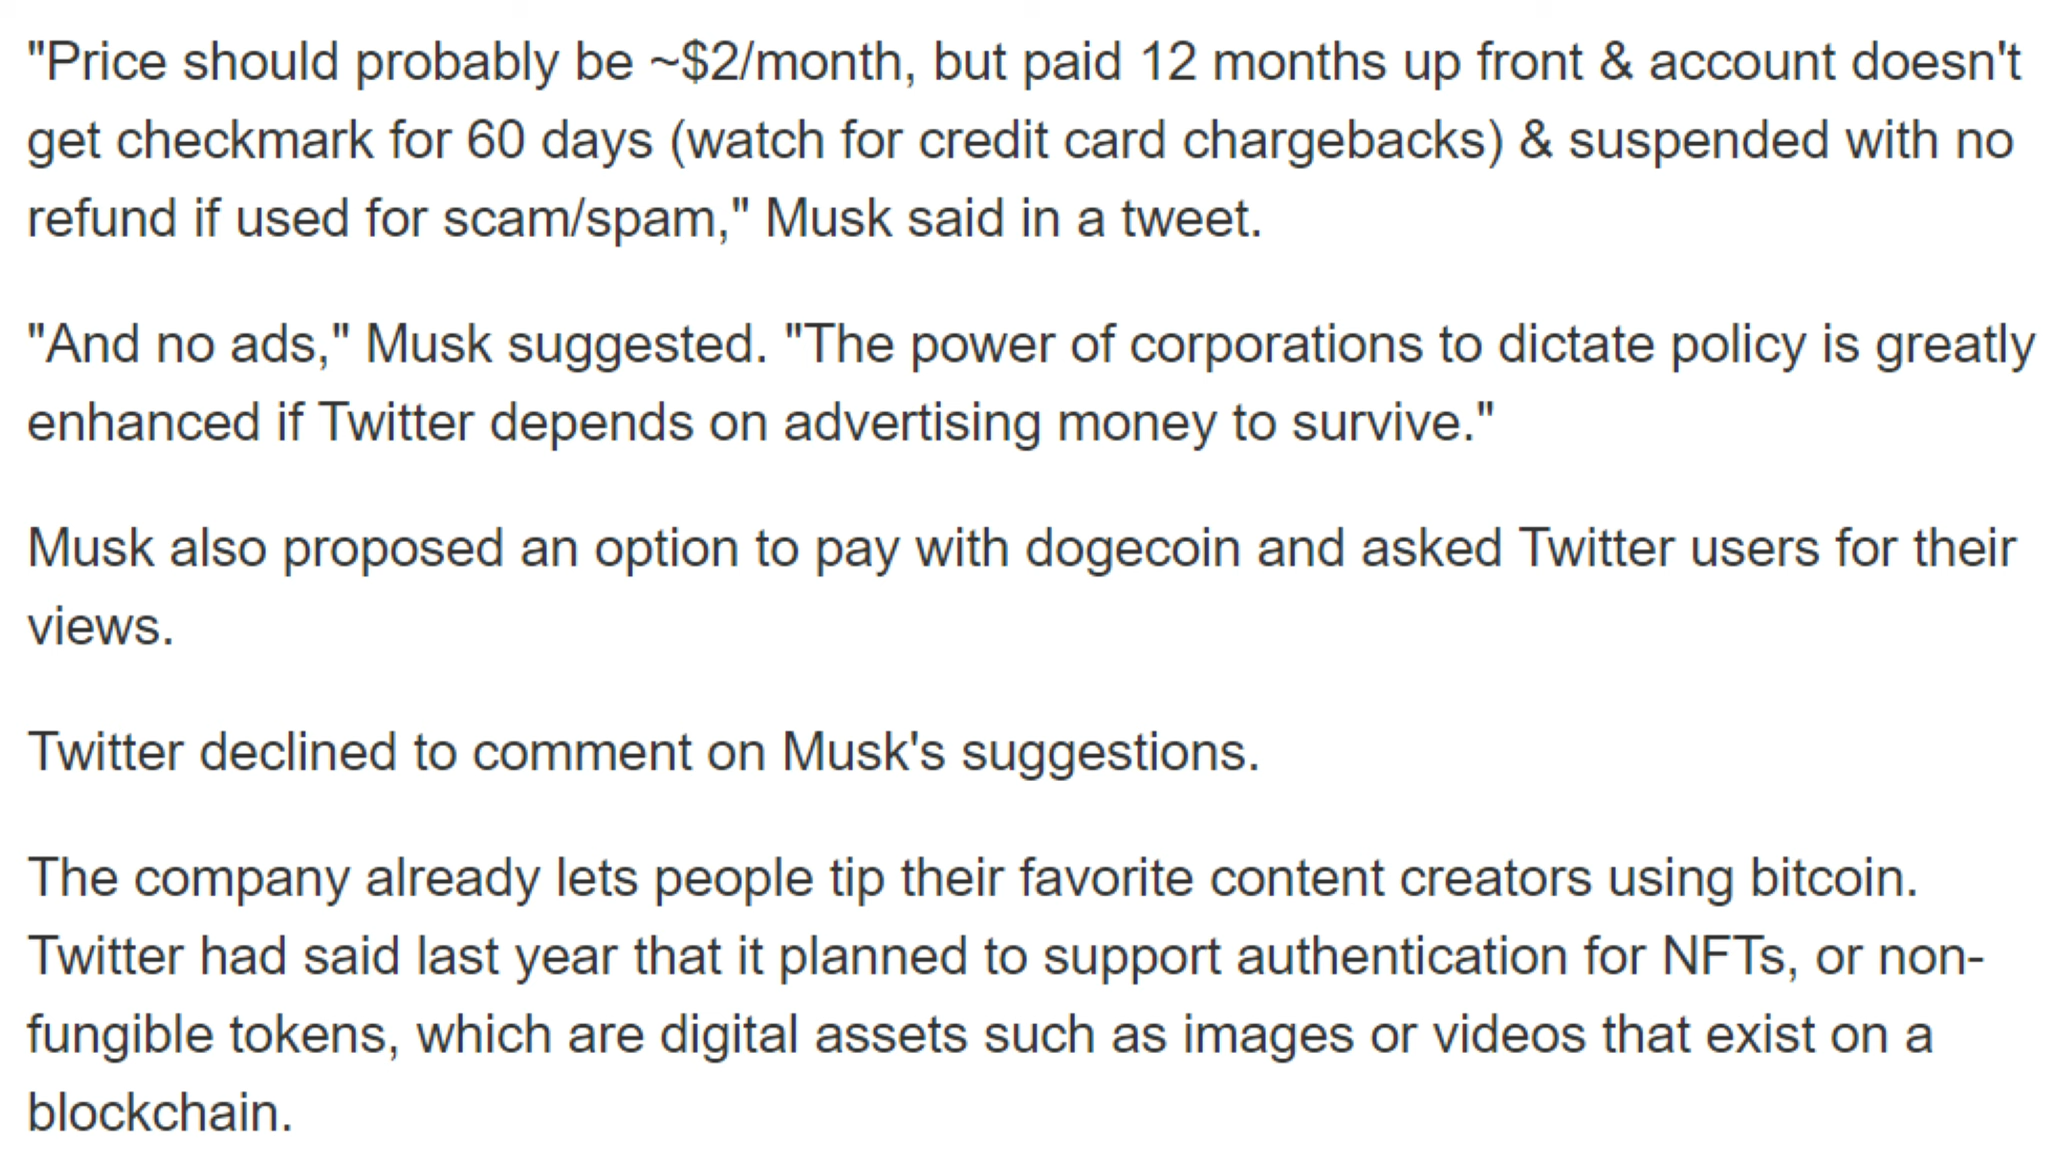 "Price should probably be ~$2/month, but paid 12 months up front & account doesn't
get checkmark for 60 days (watch for credit card chargebacks) & suspended with no
refund if used for scam/spam," Musk said in a tweet.
"And no ads," Musk suggested. "The power of corporations to dictate policy is greatly
enhanced if Twitter depends on advertising money to survive."
Musk also proposed an option to pay with dogecoin and asked Twitter users for their
views.
Twitter declined to comment on Musk's suggestions.
The company already lets people tip their favorite content creators using bitcoin.
Twitter had said last year that it planned to support authentication for NFTs, or non-
fungible tokens, which are digital assets such as images or videos that exist on a
blockchain.